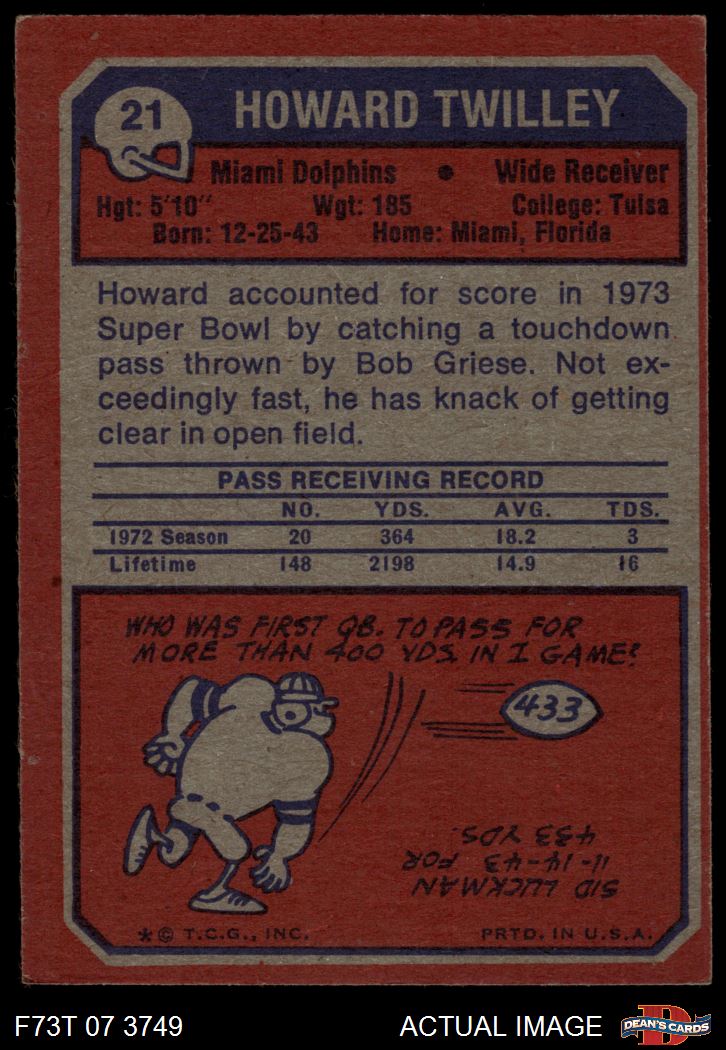 21
HOWARD TWILLEY
Miami Dolphins • Wide Receiver
Hgt: 5'10" Wgt: 185 College: Tulsa
Born: 12-25-43 Home: Miami, Florida
Howard accounted for score in 1973
Super Bowl by catching a touchdown
pass thrown by Bob Griese. Not ex-
ceedingly fast, he has knack of getting
clear in open field.
PASS RECEIVING RECORD
NO. YDS. AVG. TDS.
1972 Season 20 364 18.2 3
Lifetime 148 2198 14.9 16
WHO WAS FIRST QB. TO PASS FOR
MORE THAN 400 YDS. IN 1 GAME?
433
SID LUCKMAN
11-14-43 FOR
433 YDS.
* © T.C.G., INC. PRTD. IN U.S.A.
F73T 07 3749 ACTUAL IMAGE
D
DEAN'S CARDS